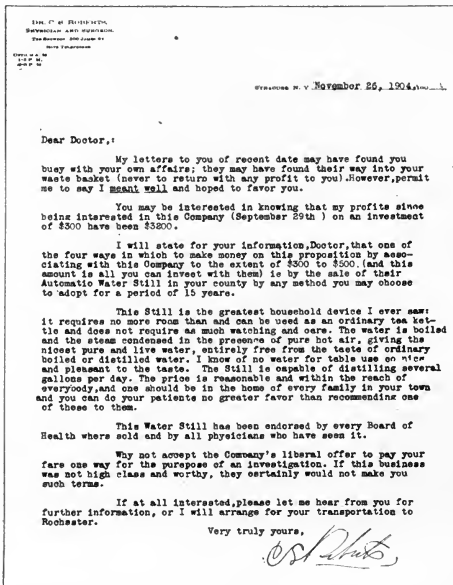 DR. C S ROBERTS,
PHYSICIAN AND SURGEON,
BOTH TELEPHONES
SYRACUSE N. Y. November 26, 1904.
Dear Doctor,:
My letters to you of recent date may have found you
busy with your own affairs; they may have found their way into your
waste basket (never to return with any profit to you).However,permit
me to say I meant well and hoped to favor you.
You may be interested in knowing that my profits since
being interested in this Company (September 29th ) on an investment
of $300 have been $3200.
I will state for your information,Doctor,that one of
the four ways in which to make money on this proposition by asso-
ciating with this Company to the extent of $300 to $500.(and this
amount is all you can invest with them) ie by the sale of their
Automatic Water Still in your county by any method you may choose
to adopt for a period of 15 years.
This Still is the greatest household device I ever saw:
it requires no more room than and can be used as an ordinary tea ket-
tle and does not require as much watching and care. The water is boiled
and the steam condensed in the presence of pure hot air, giving the
nicest pure and live water, entirely free from the taste of ordinary
boiled or distilled water. I know of no water for table use so nice
and pleasant to the taste. The Still is capable of distilling several
gallons per day. The price is reasonable and within the reach of
everybody,and one should be in the home of every family in your town
and you can do your patients no greater favor than recommending one
of these to them.
This Water Still has been endorsed by every Board of
Health where sold and by all physicians who have seen it.
Why not accept the Company's liberal offer to pay your
fare one way for the purepose of an investigation. If this business
was not high class and worthy, they certainly would not make you
such terms.
If at all interested,please let me hear from you for
further information, or I will arrange for your transportation to
Rochester.
Very truly yours,